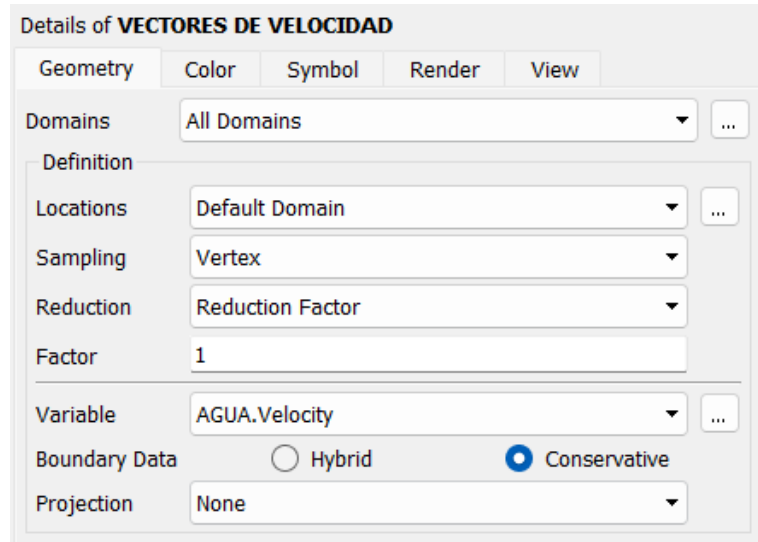 Details of VECTORES DE VELOCIDAD
Geometry Color Symbol Render View
Domains All Domains ...
Definition
Locations Default Domain ...
Sampling Vertex
Reduction Reduction Factor
Factor 1
Variable AGUA.Velocity ...
Boundary Data Hybrid Conservative
Projection None